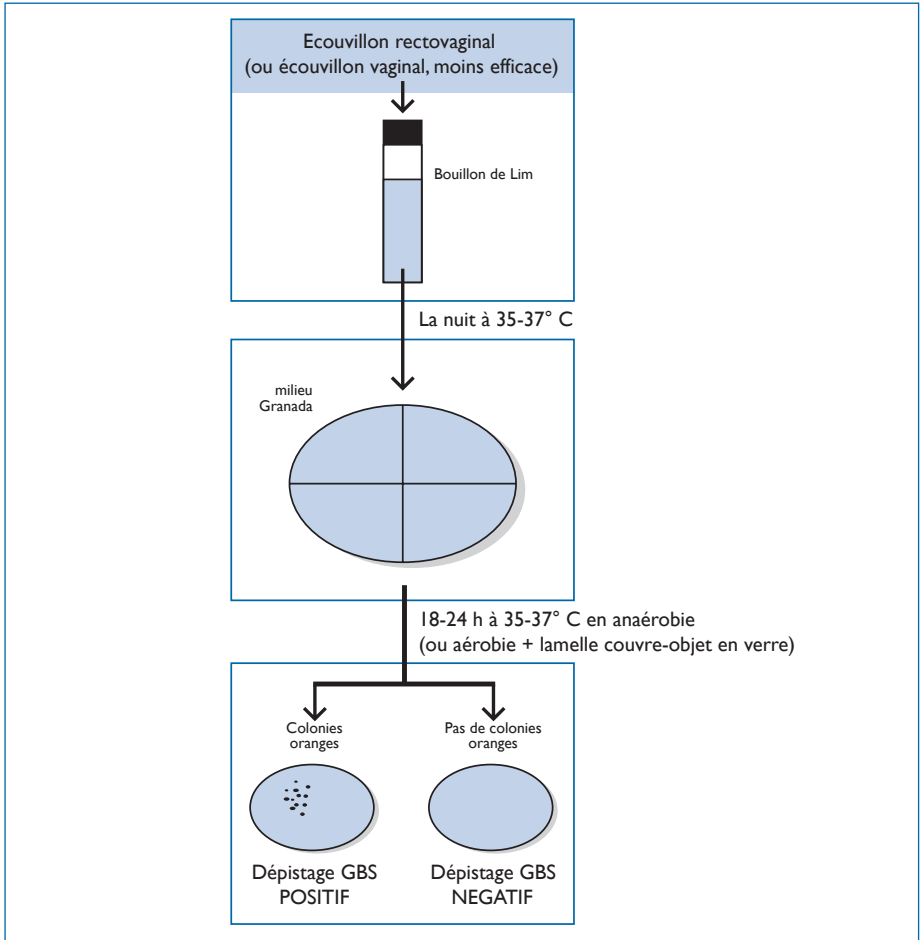 Ecouvillon rectovaginal
(ou écouvillon vaginal, moins efficace)
Bouillon de Lim
La nuit à 35-37° C
milieu
Granada
18-24 h à 35-37° C en anaérobie
(ou aérobie + lamelle couvre-objet en verre)
Colonies
oranges
Pas de colonies
oranges
Dépistage GBS
POSITIF
Dépistage GBS
NEGATIF